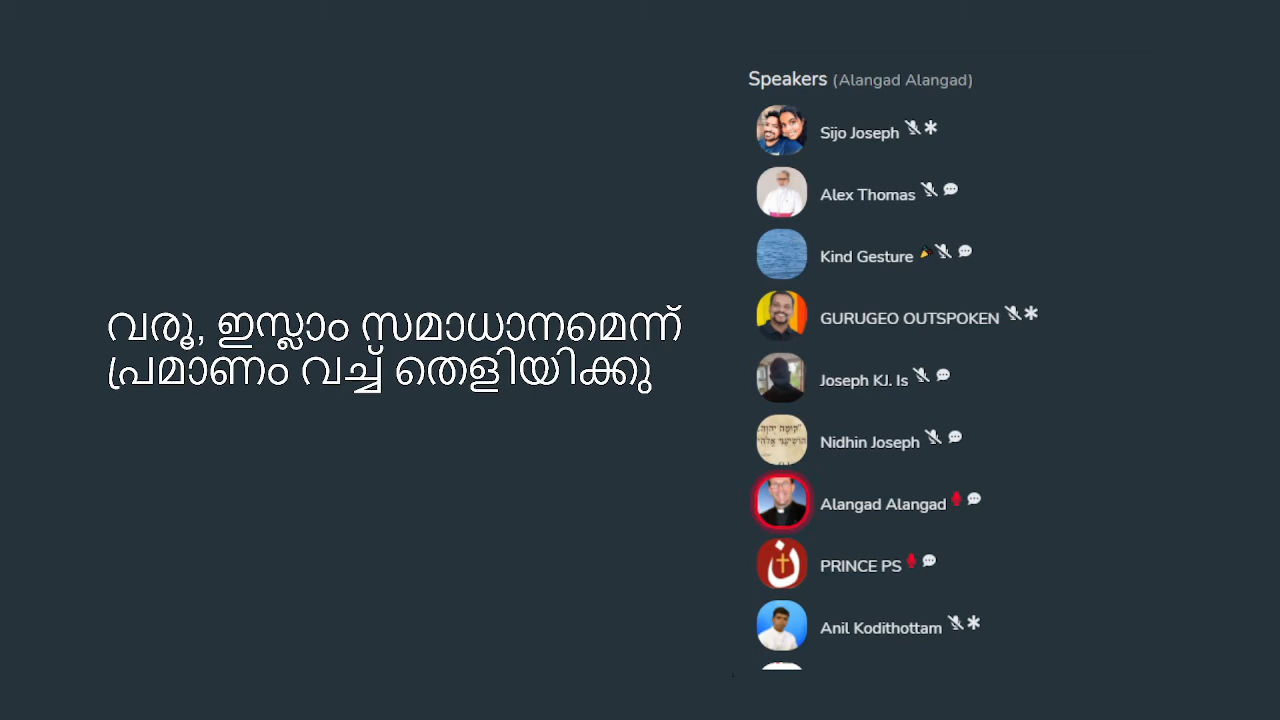 വരൂ, ഇസ്ലാം സമാധാനമെന്ന്
പ്രമാണം വച്ച് തെളിയിക്കു
Speakers (Alangad Alangad)
Sijo Joseph
Alex Thomas
Kind Gesture
GURUGEO OUTSPOKEN
Joseph KJ. Is
Nidhin Joseph
Alangad Alangad
PRINCE PS
Anil Kodithottam